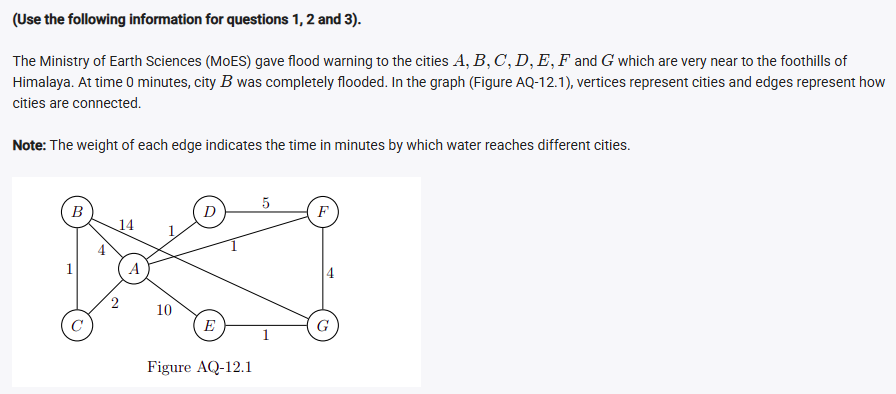 (Use the following information for questions 1, 2 and 3).
The Ministry of Earth Sciences (MoES) gave flood warning to the cities A, B, C, D, E, F and G which are very near to the foothills of
Himalaya. At time 0 minutes, city B was completely flooded. In the graph (Figure AQ-12.1), vertices represent cities and edges represent how
cities are connected.
Note: The weight of each edge indicates the time in minutes by which water reaches different cities.
B
14
1
D
5
F
4
1
1
A
4
2
10
C
E
1
G
Figure AQ-12.1